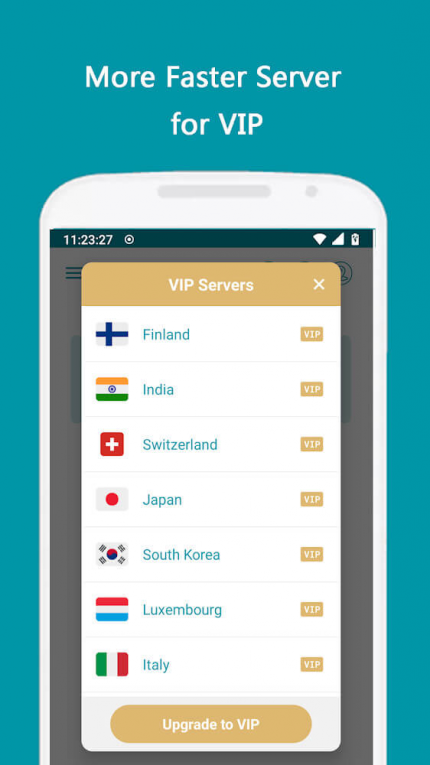 More Faster Server
for VIP
11:23:27
VIP Servers
Finland VIP
India VIP
Switzerland VIP
Japan VIP
South Korea VIP
Luxembourg VIP
Italy VIP
Upgrade to VIP